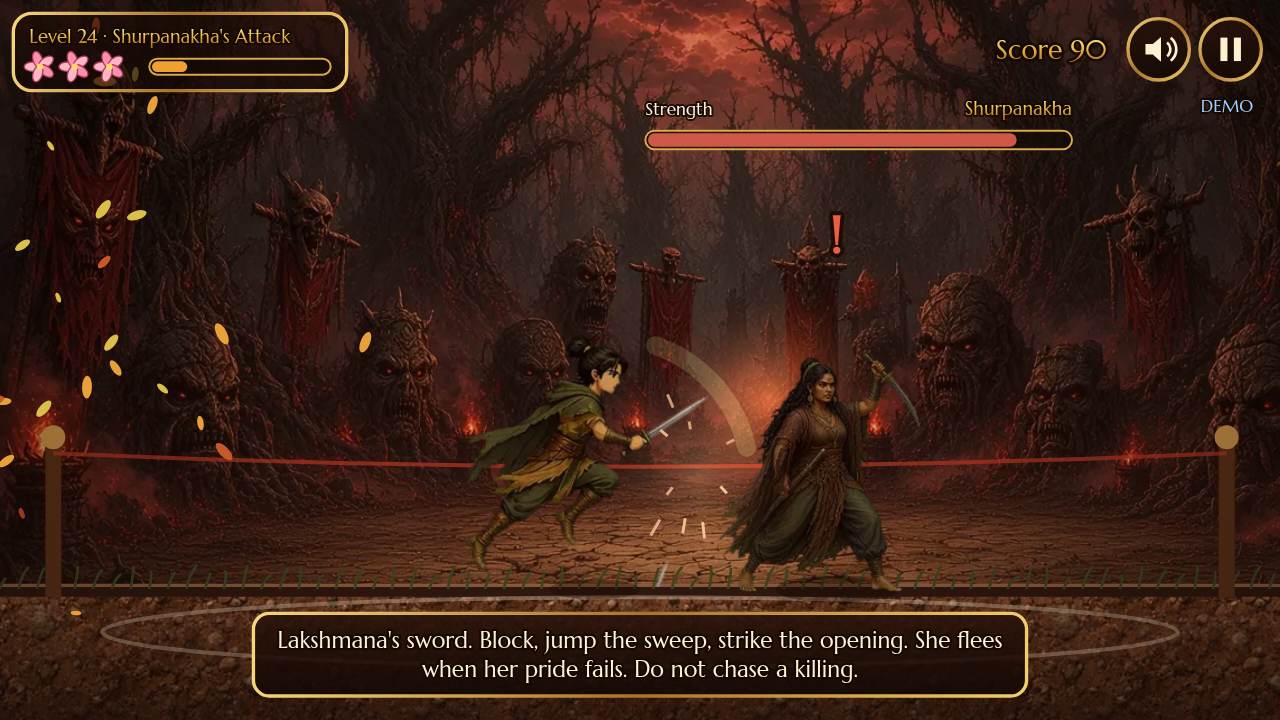 Level 24 · Shurpanakha's Attack
Score 90
DEMO
Strength
Shurpanakha
!
Lakshmana's sword. Block, jump the sweep, strike the opening. She flees
when her pride fails. Do not chase a killing.